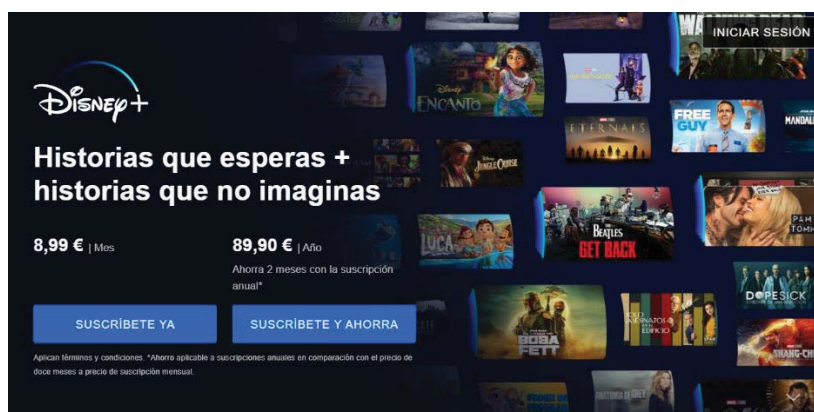 INICIAR SESIÓN
Disney+
Historias que esperas +
historias que no imaginas
8,99 € | Mes
89,90 € | Año
Ahorra 2 meses con la suscripción
anual*
SUSCRÍBETE YA
SUSCRÍBETE Y AHORRA
Aplican términos y condiciones. *Ahorro aplicable a suscripciones anuales en comparación con el precio de
doce meses a precio de suscripción mensual.
Disney
ENCANTO
ETERNALS
FREE
GUY
JUNGLE CRUISE
LUCA
THE
BEATLES
GET BACK
DOPESICK
BOBA
FETT
SHANG-CH